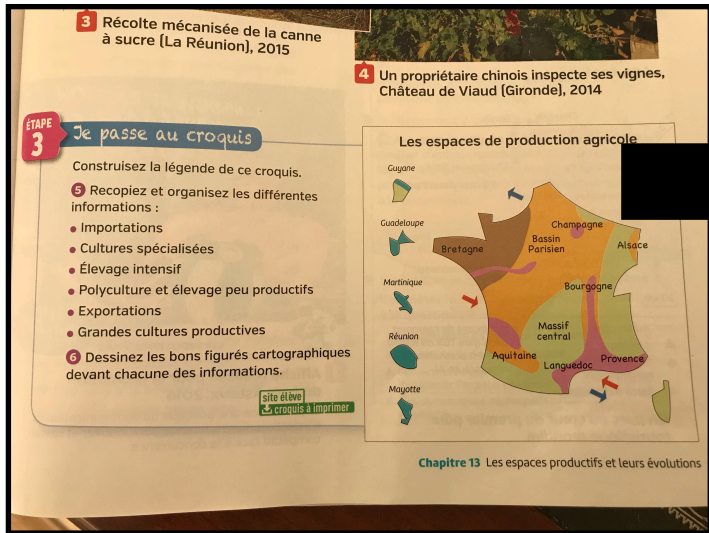 3 Récolte mécanisée de la canne
à sucre (La Réunion), 2015
4 Un propriétaire chinois inspecte ses vignes,
Château de Viaud (Gironde), 2014
ÉTAPE
3
Je passe au croquis
Construisez la légende de ce croquis.
5 Recopiez et organisez les différentes
informations :
• Importations
• Cultures spécialisées
• Élevage intensif
• Polyculture et élevage peu productifs
• Exportations
• Grandes cultures productives
6 Dessinez les bons figurés cartographiques
devant chacune des informations.
site élève
croquis à imprimer
Les espaces de production agricole
Guyane
Guadeloupe
Martinique
Réunion
Mayotte
Champagne
Bretagne
Bassin
Parisien
Alsace
Bourgogne
Massif
central
Aquitaine
Languedoc
Provence
Chapitre 13 Les espaces productifs et leurs évolutions